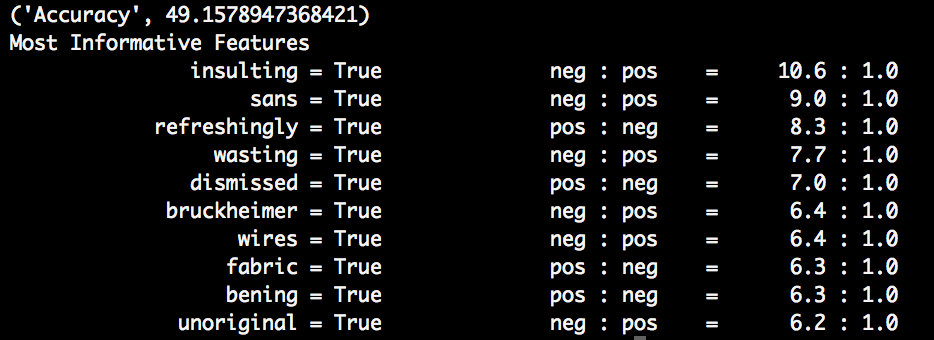 ('Accuracy', 49.1578947368421)
Most Informative Features
insulting = True neg : pos = 10.6 : 1.0
sans = True neg : pos = 9.0 : 1.0
refreshingly = True pos : neg = 8.3 : 1.0
wasting = True neg : pos = 7.7 : 1.0
dismissed = True pos : neg = 7.0 : 1.0
bruckheimer = True neg : pos = 6.4 : 1.0
wires = True neg : pos = 6.4 : 1.0
fabric = True pos : neg = 6.3 : 1.0
bening = True pos : neg = 6.3 : 1.0
unoriginal = True neg : pos = 6.2 : 1.0